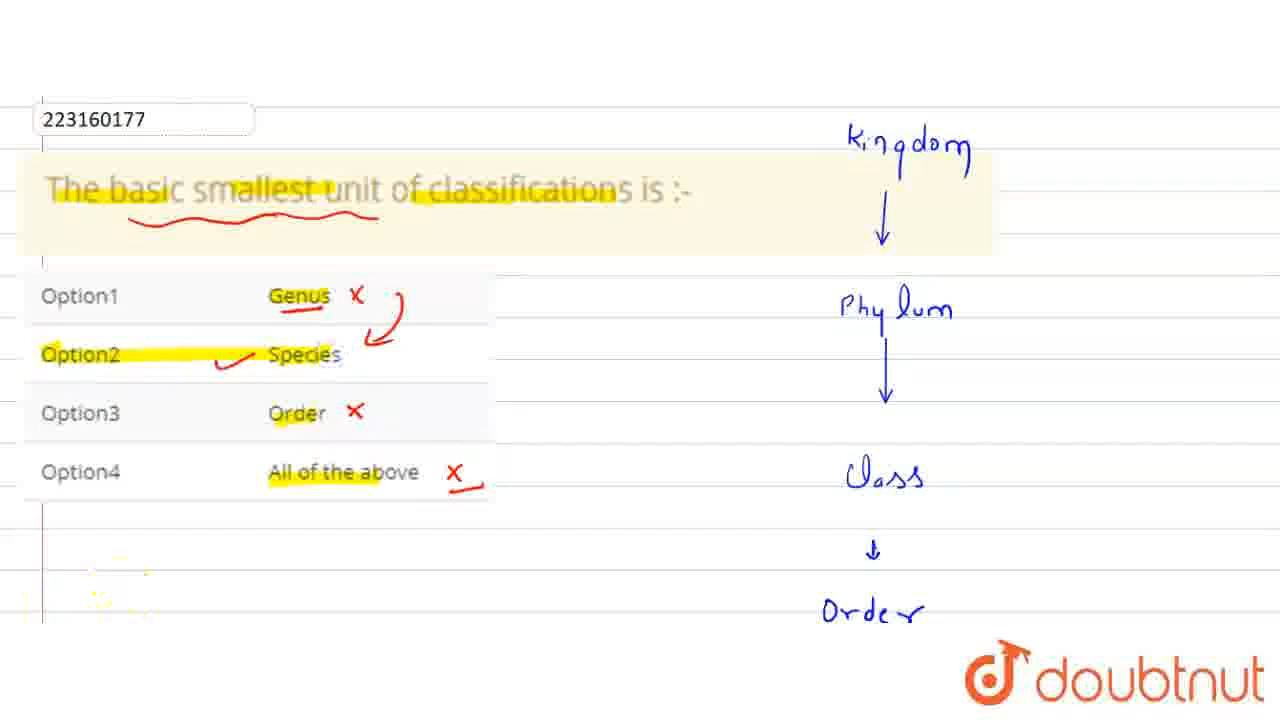 223160177
Kingdom
The basic smallest unit of classifications is :-
Option1 Genus x
Phylum
Option2 Species
Option3 Order x
Option4 All of the above x
Class
Order
doubtnut